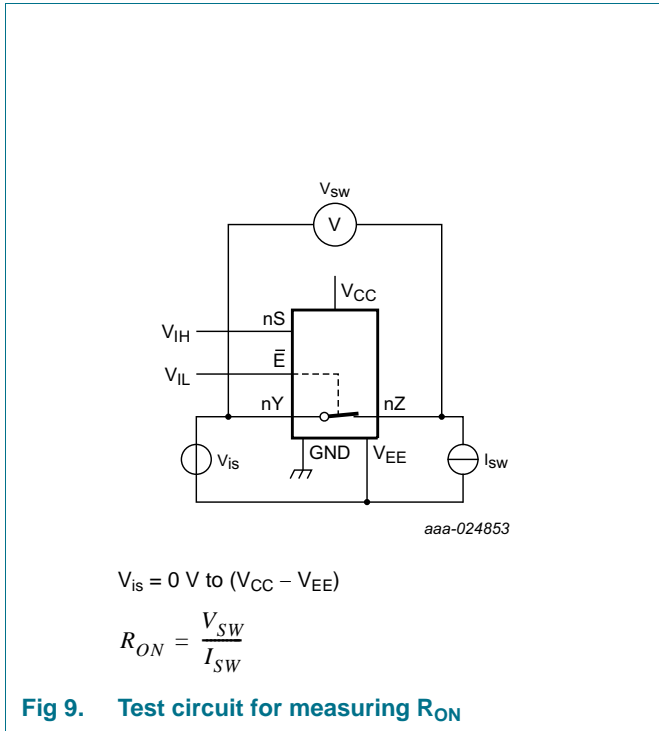 Vsw
V
VCC
nS
VIH
E̅
VIL
nY
nZ
Vis
GND
VEE
Isw
aaa-024853
Vis = 0 V to (VCC – VEE)
RON = VSW / ISW
Fig 9. Test circuit for measuring RON